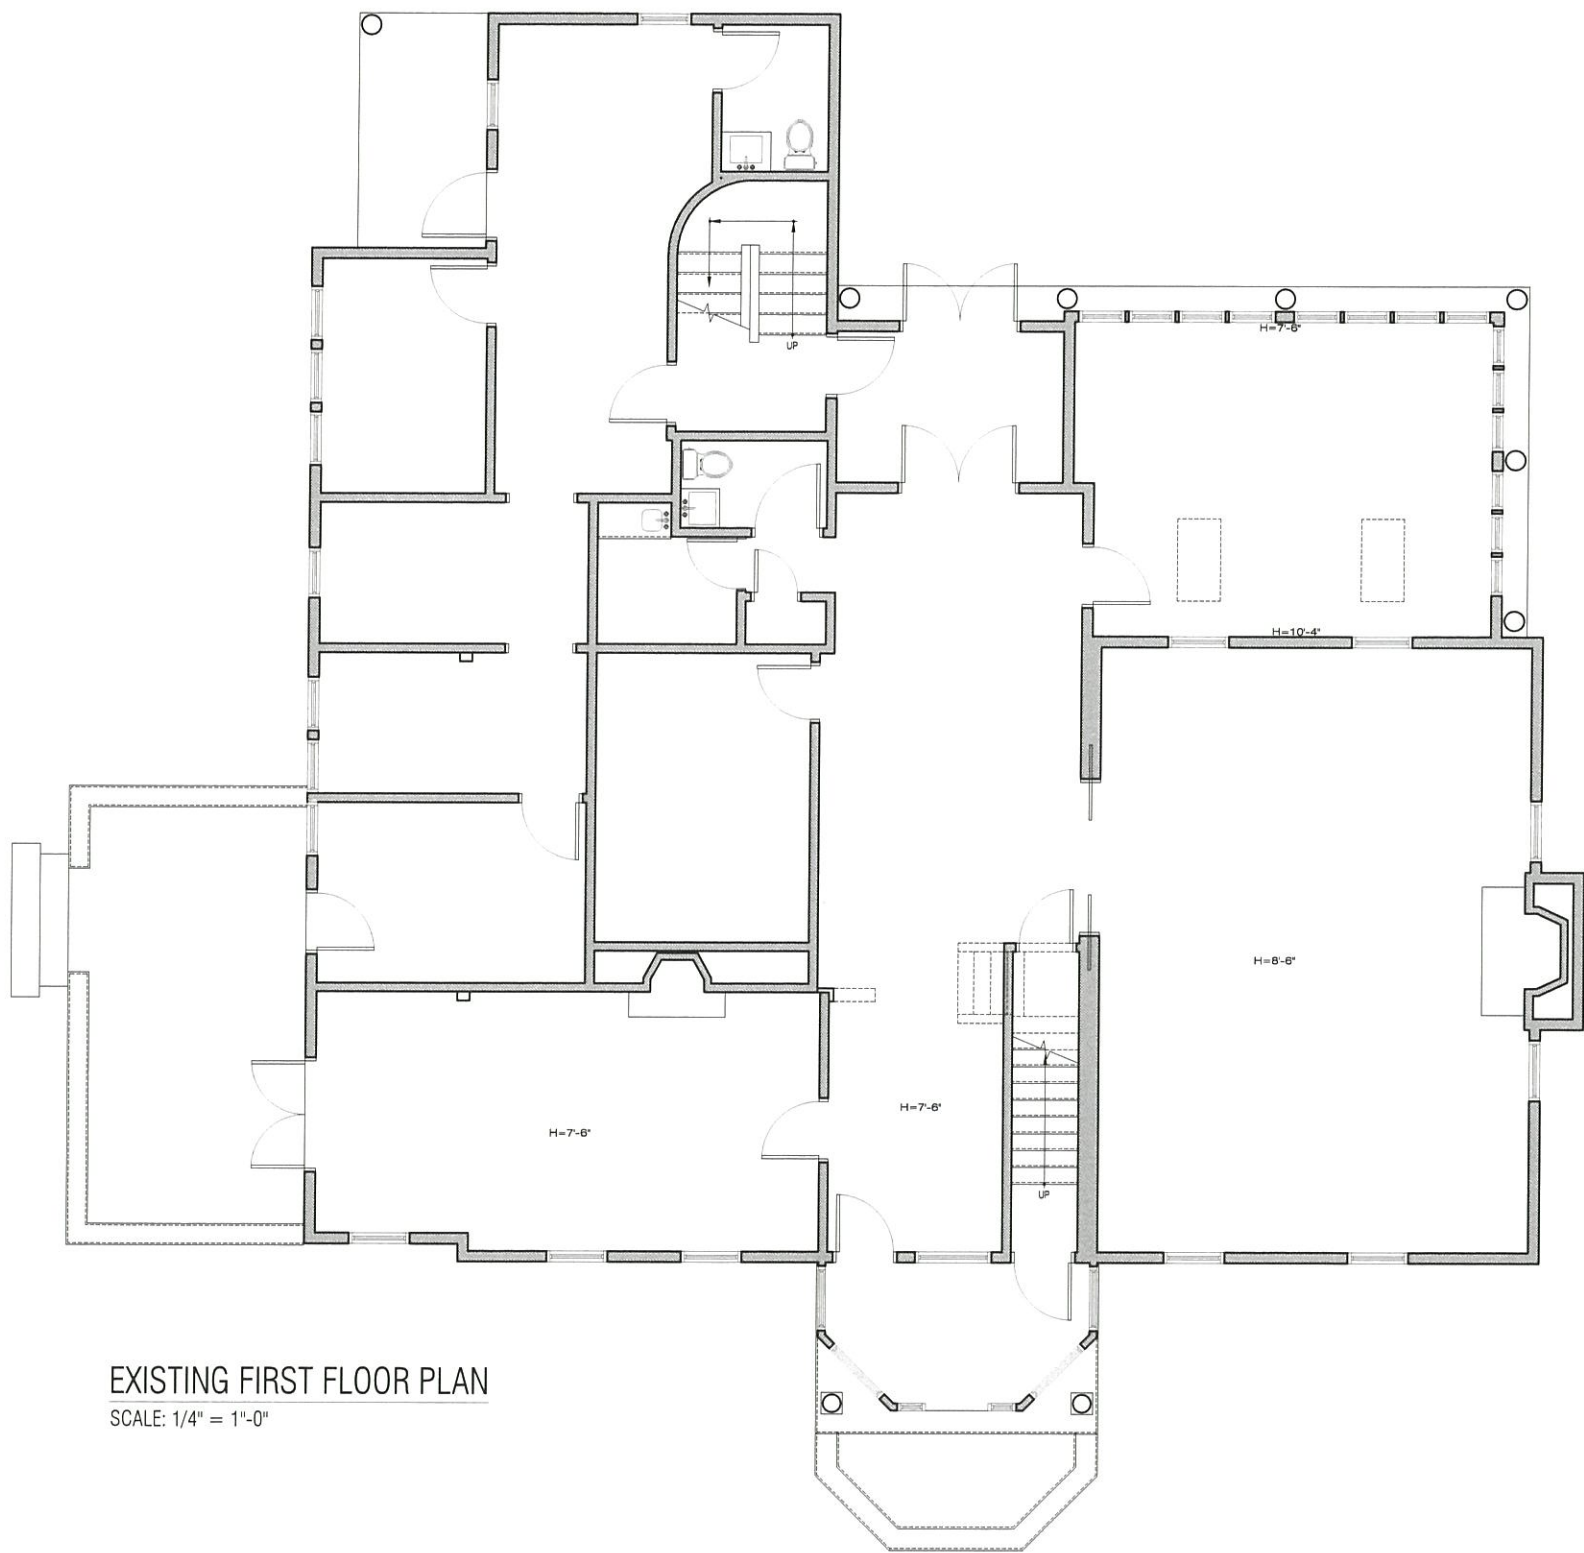 UP
H=7'-6"
H=10'-4"
H=8'-6"
H=7'-6"
H=7'-6"
UP
EXISTING FIRST FLOOR PLAN
SCALE: 1/4" = 1"-0"